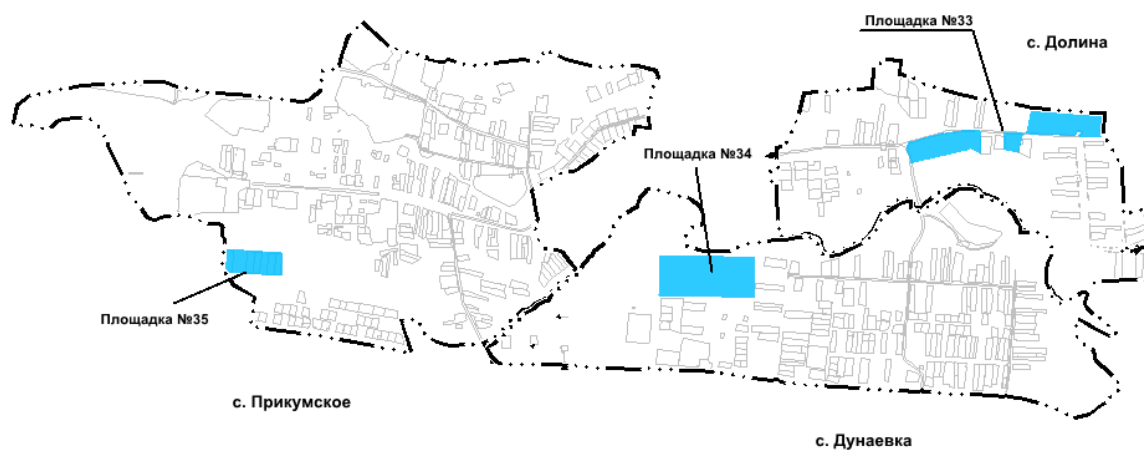 Площадка №33
с. Долина
Площадка №34
Площадка №35
с. Прикумское
с. Дунаевка